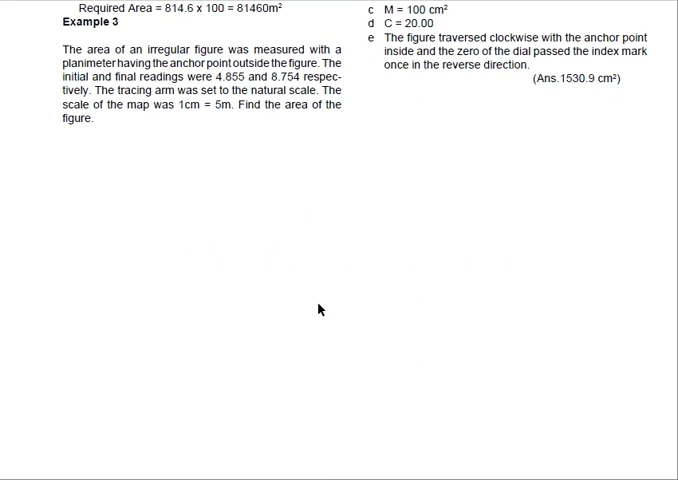 Required Area = 814.6 x 100 = 81460m²
Example 3
The area of an irregular figure was measured with a
planimeter having the anchor point outside the figure. The
initial and final readings were 4.855 and 8.754 respec-
tively. The tracing arm was set to the natural scale. The
scale of the map was 1cm = 5m. Find the area of the
figure.
c M = 100 cm²
d C = 20.00
e The figure traversed clockwise with the anchor point
inside and the zero of the dial passed the index mark
once in the reverse direction.
(Ans.1530.9 cm²)